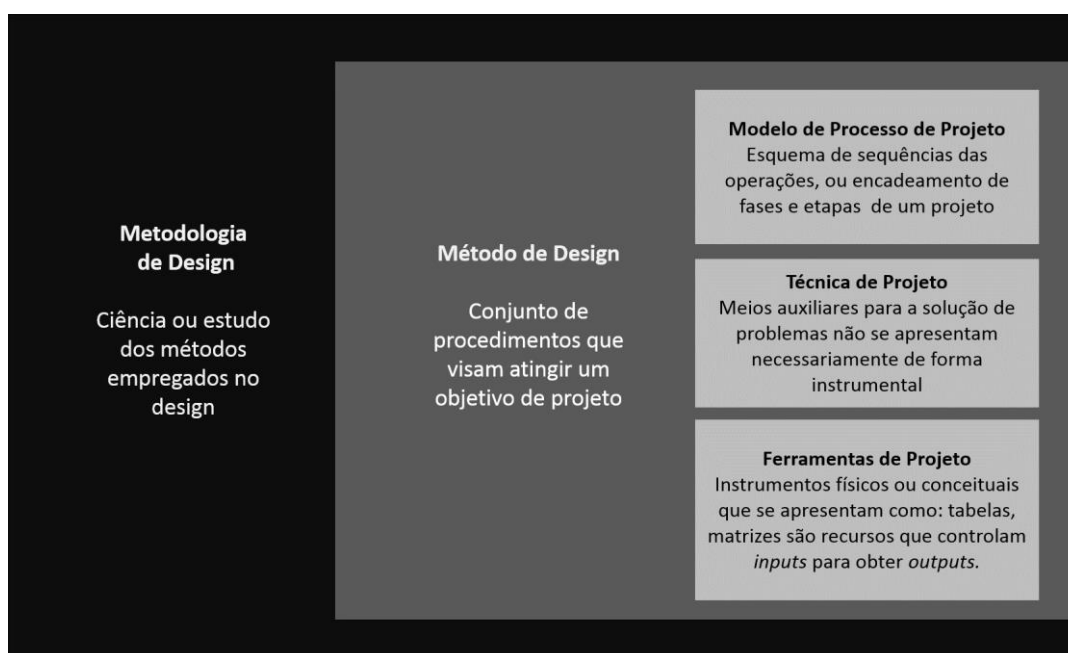 Metodologia
de Design
Ciência ou estudo
dos métodos
empregados no
design
Método de Design
Conjunto de
procedimentos que
visam atingir um
objetivo de projeto
Modelo de Processo de Projeto
Esquema de sequências das
operações, ou encadeamento de
fases e etapas de um projeto
Técnica de Projeto
Meios auxiliares para a solução de
problemas não se apresentam
necessariamente de forma
instrumental
Ferramentas de Projeto
Instrumentos físicos ou conceituais
que se apresentam como: tabelas,
matrizes são recursos que controlam
inputs para obter outputs.